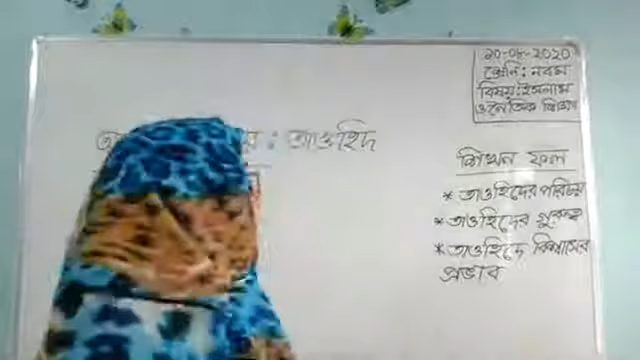 ১০-০৮-২০২০
শ্রেনি: নবম
বিষয়: ইসলাম
ও নৈতিক শিক্ষা
: তাওহিদ
শিখন ফল
* তাওহিদের পরিচয়
* তাওহিদের গুরুত্ব
* তাওহিদে বিশ্বাসের
প্রভাব